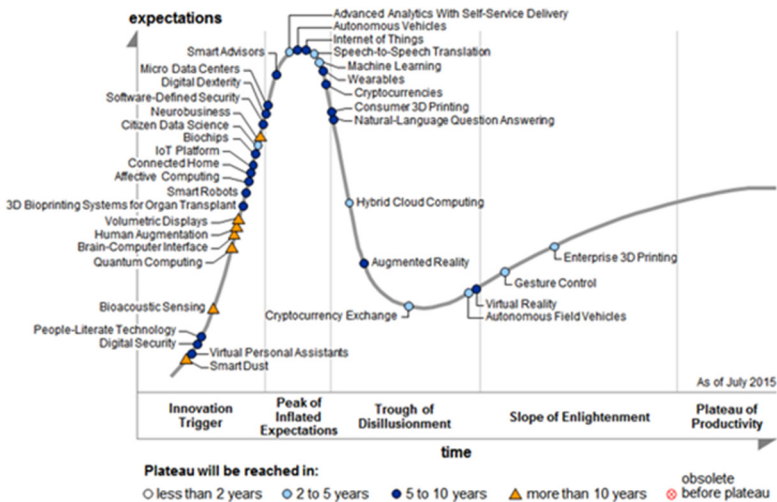 expectations
Advanced Analytics With Self-Service Delivery
Autonomous Vehicles
Internet of Things
Speech-to-Speech Translation
Machine Learning
Wearables
Cryptocurrencies
Consumer 3D Printing
Natural-Language Question Answering
Smart Advisors
Micro Data Centers
Digital Dexterity
Software-Defined Security
Neurobusiness
Citizen Data Science
Biochips
IoT Platform
Connected Home
Affective Computing
Smart Robots
3D Bioprinting Systems for Organ Transplant
Volumetric Displays
Human Augmentation
Brain-Computer Interface
Quantum Computing
Bioacoustic Sensing
People-Literate Technology
Digital Security
Virtual Personal Assistants
Smart Dust
Hybrid Cloud Computing
Augmented Reality
Cryptocurrency Exchange
Enterprise 3D Printing
Gesture Control
Virtual Reality
Autonomous Field Vehicles
As of July 2015
Innovation
Trigger
Peak of
Inflated
Expectations
Trough of
Disillusionment
Slope of Enlightenment
Plateau of
Productivity
time
Plateau will be reached in:
less than 2 years
2 to 5 years
5 to 10 years
more than 10 years
obsolete
before plateau